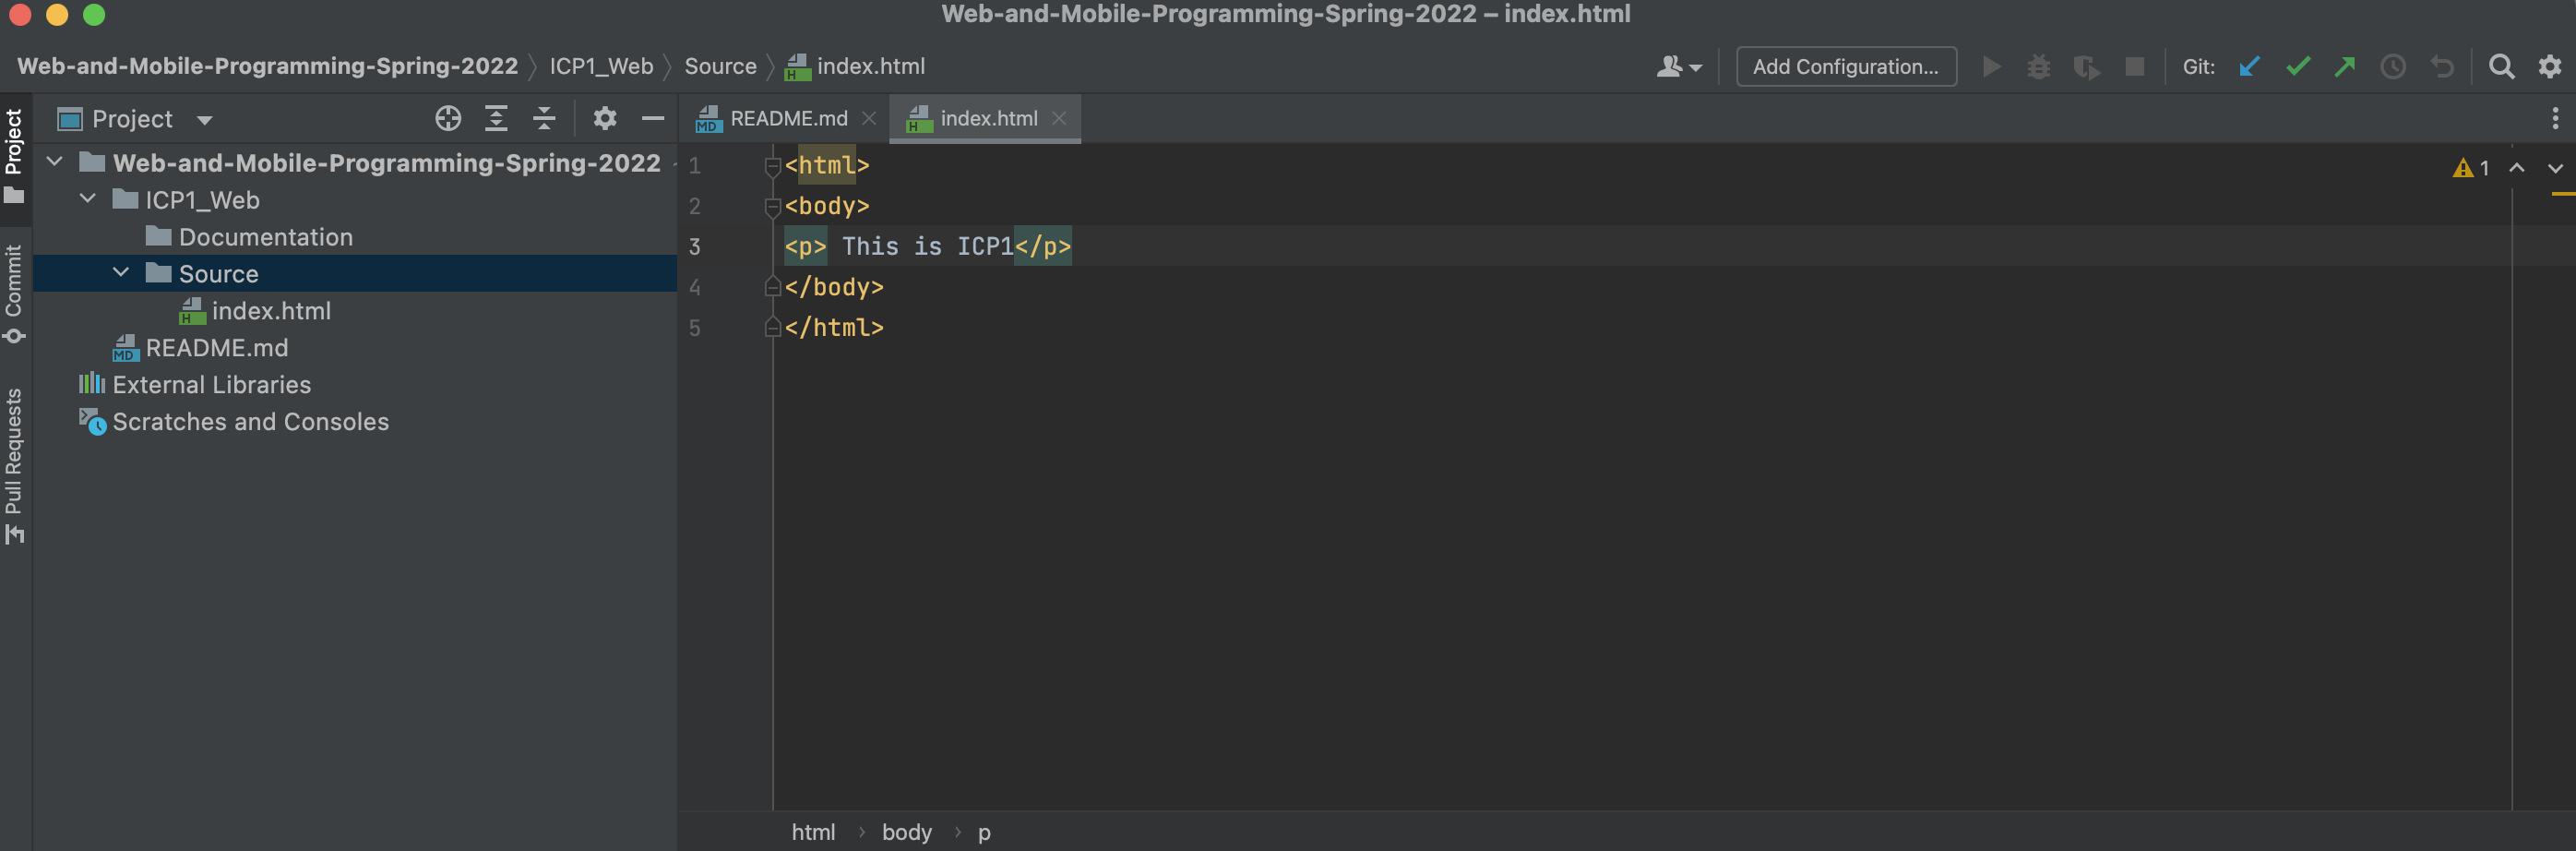 Web-and-Mobile-Programming-Spring-2022 – index.html
Web-and-Mobile-Programming-Spring-2022 ICP1_Web Source index.html
Add Configuration...
Git:
Project
Commit
Pull Requests
Project
Web-and-Mobile-Programming-Spring-2022
ICP1_Web
Documentation
Source
index.html
README.md
External Libraries
Scratches and Consoles
README.md index.html
1 <html>
2 <body>
3 <p> This is ICP1</p>
4 </body>
5 </html>
1
html › body › p